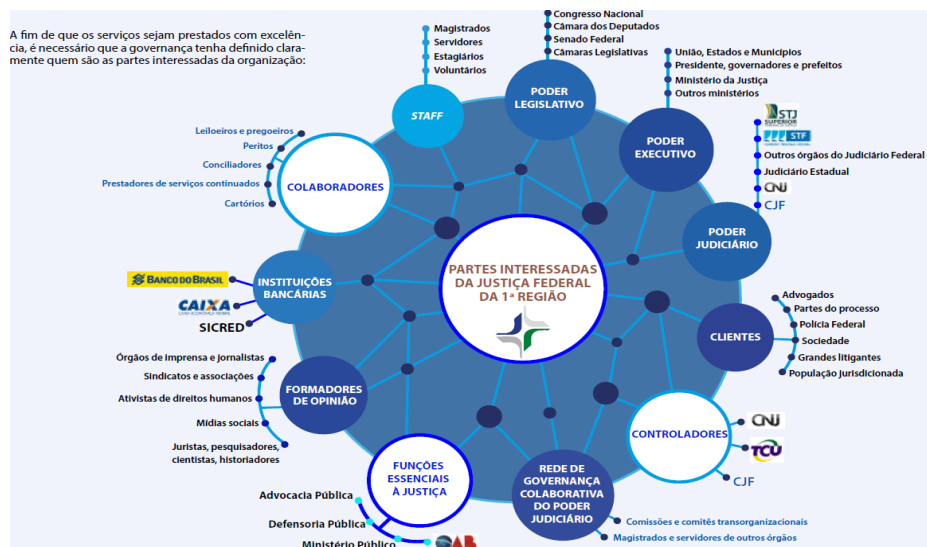 A fim de que os serviços sejam prestados com excelên-
cia, é necessário que a governança tenha definido clara-
mente quem são as partes interessadas da organização:
Magistrados
Servidores
Estagiários
Voluntários
STAFF
Congresso Nacional
Câmara dos Deputados
Senado Federal
Câmaras Legislativas
PODER
LEGISLATIVO
União, Estados e Municípios
Presidente, governadores e prefeitos
Ministério da Justiça
Outros ministérios
PODER
EXECUTIVO
STJ
SUPERIOR
STF
Outros órgãos do Judiciário Federal
Judiciário Estadual
CNJ
CJF
PODER
JUDICIÁRIO
Leiloeiros e pregoeiros
Peritos
Conciliadores
Prestadores de serviços continuados
Cartórios
COLABORADORES
PARTES INTERESSADAS
DA JUSTIÇA FEDERAL
DA 1ª REGIÃO
BANCO DO BRASIL
CAIXA
CAIXA ECONÔMICA FEDERAL
SICRED
INSTITUIÇÕES
BANCÁRIAS
Advogados
Partes do processo
Polícia Federal
Sociedade
Grandes litigantes
População jurisdicionada
CLIENTES
Órgãos de imprensa e jornalistas
Sindicatos e associações
Ativistas de direitos humanos
Mídias sociais
Juristas, pesquisadores,
cientistas, historiadores
FORMADORES
DE OPINIÃO
CONTROLADORES
CNJ
TCU
CJF
FUNÇÕES
ESSENCIAIS
À JUSTIÇA
Advocacia Pública
Defensoria Pública
Ministério Público
OAB
REDE DE
GOVERNANÇA
COLABORATIVA
DO PODER
JUDICIÁRIO
Comissões e comitês transorganizacionais
Magistrados e servidores de outros órgãos